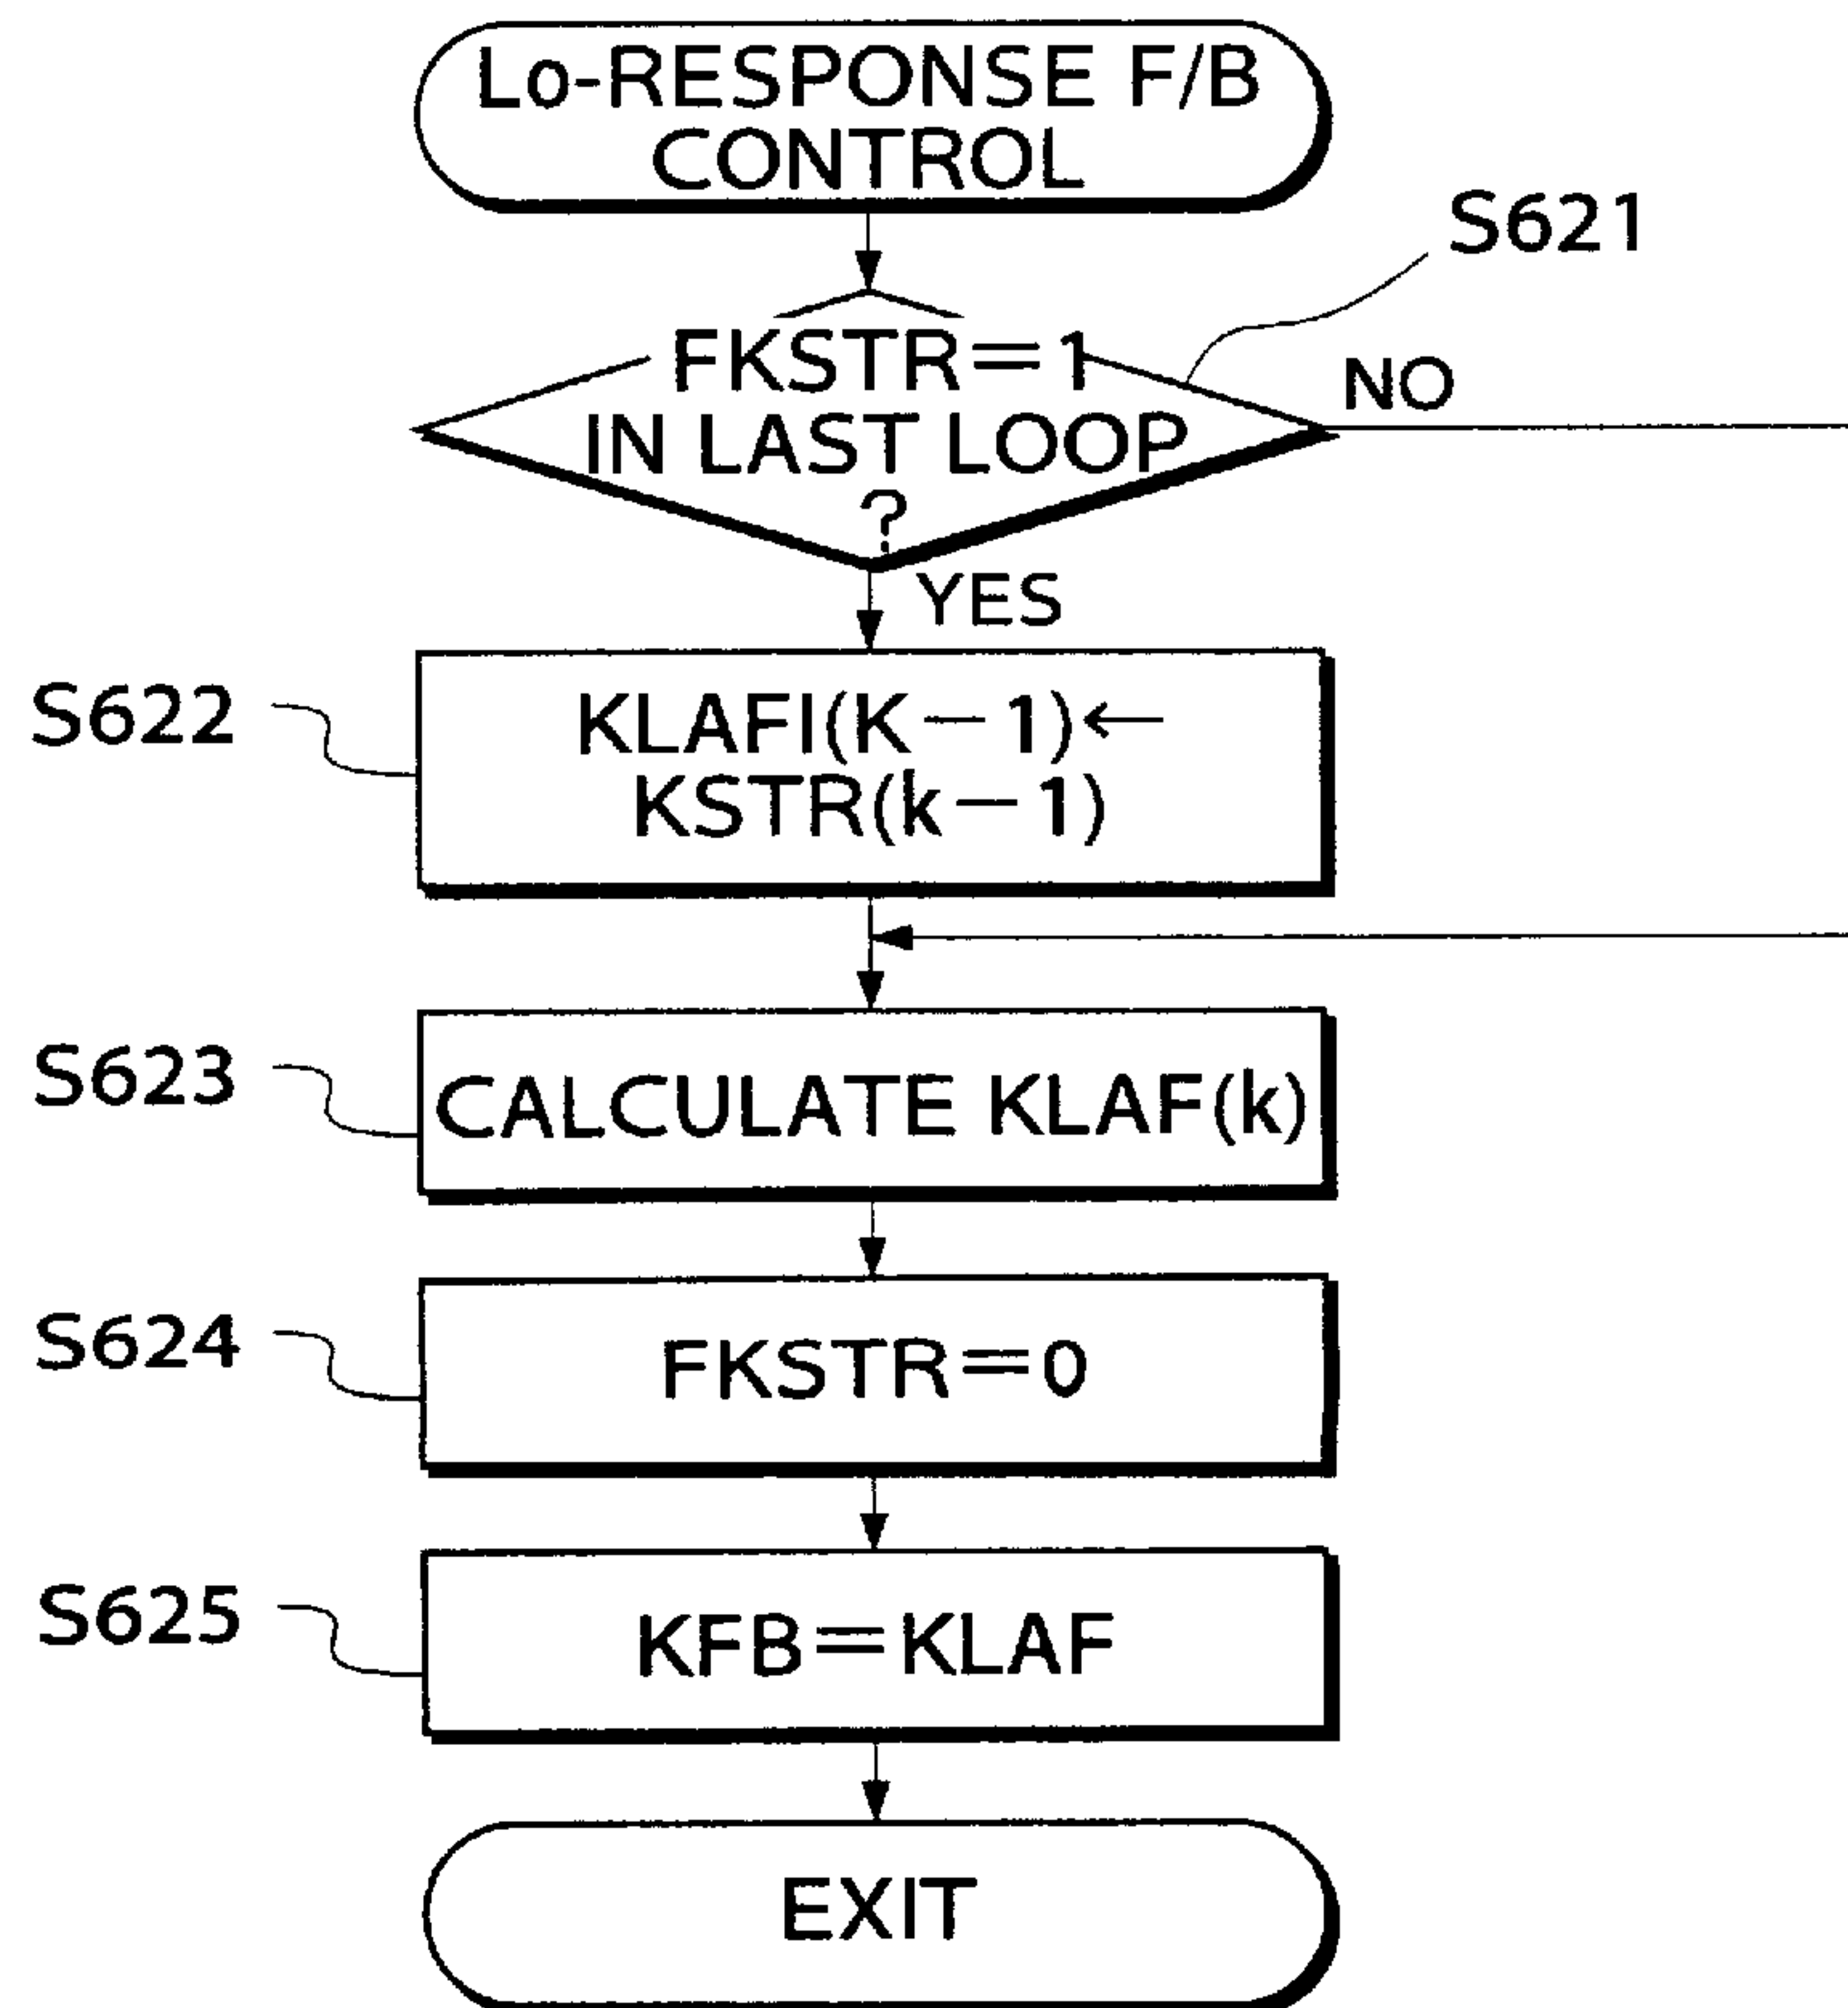 Lo-RESPONSE F/B
CONTROL
S621
FKSTR=1
IN LAST LOOP
?
NO
YES
S622
KLAFI(K-1)←
KSTR(k-1)
S623
CALCULATE KLAF(k)
S624
FKSTR=0
S625
KFB=KLAF
EXIT